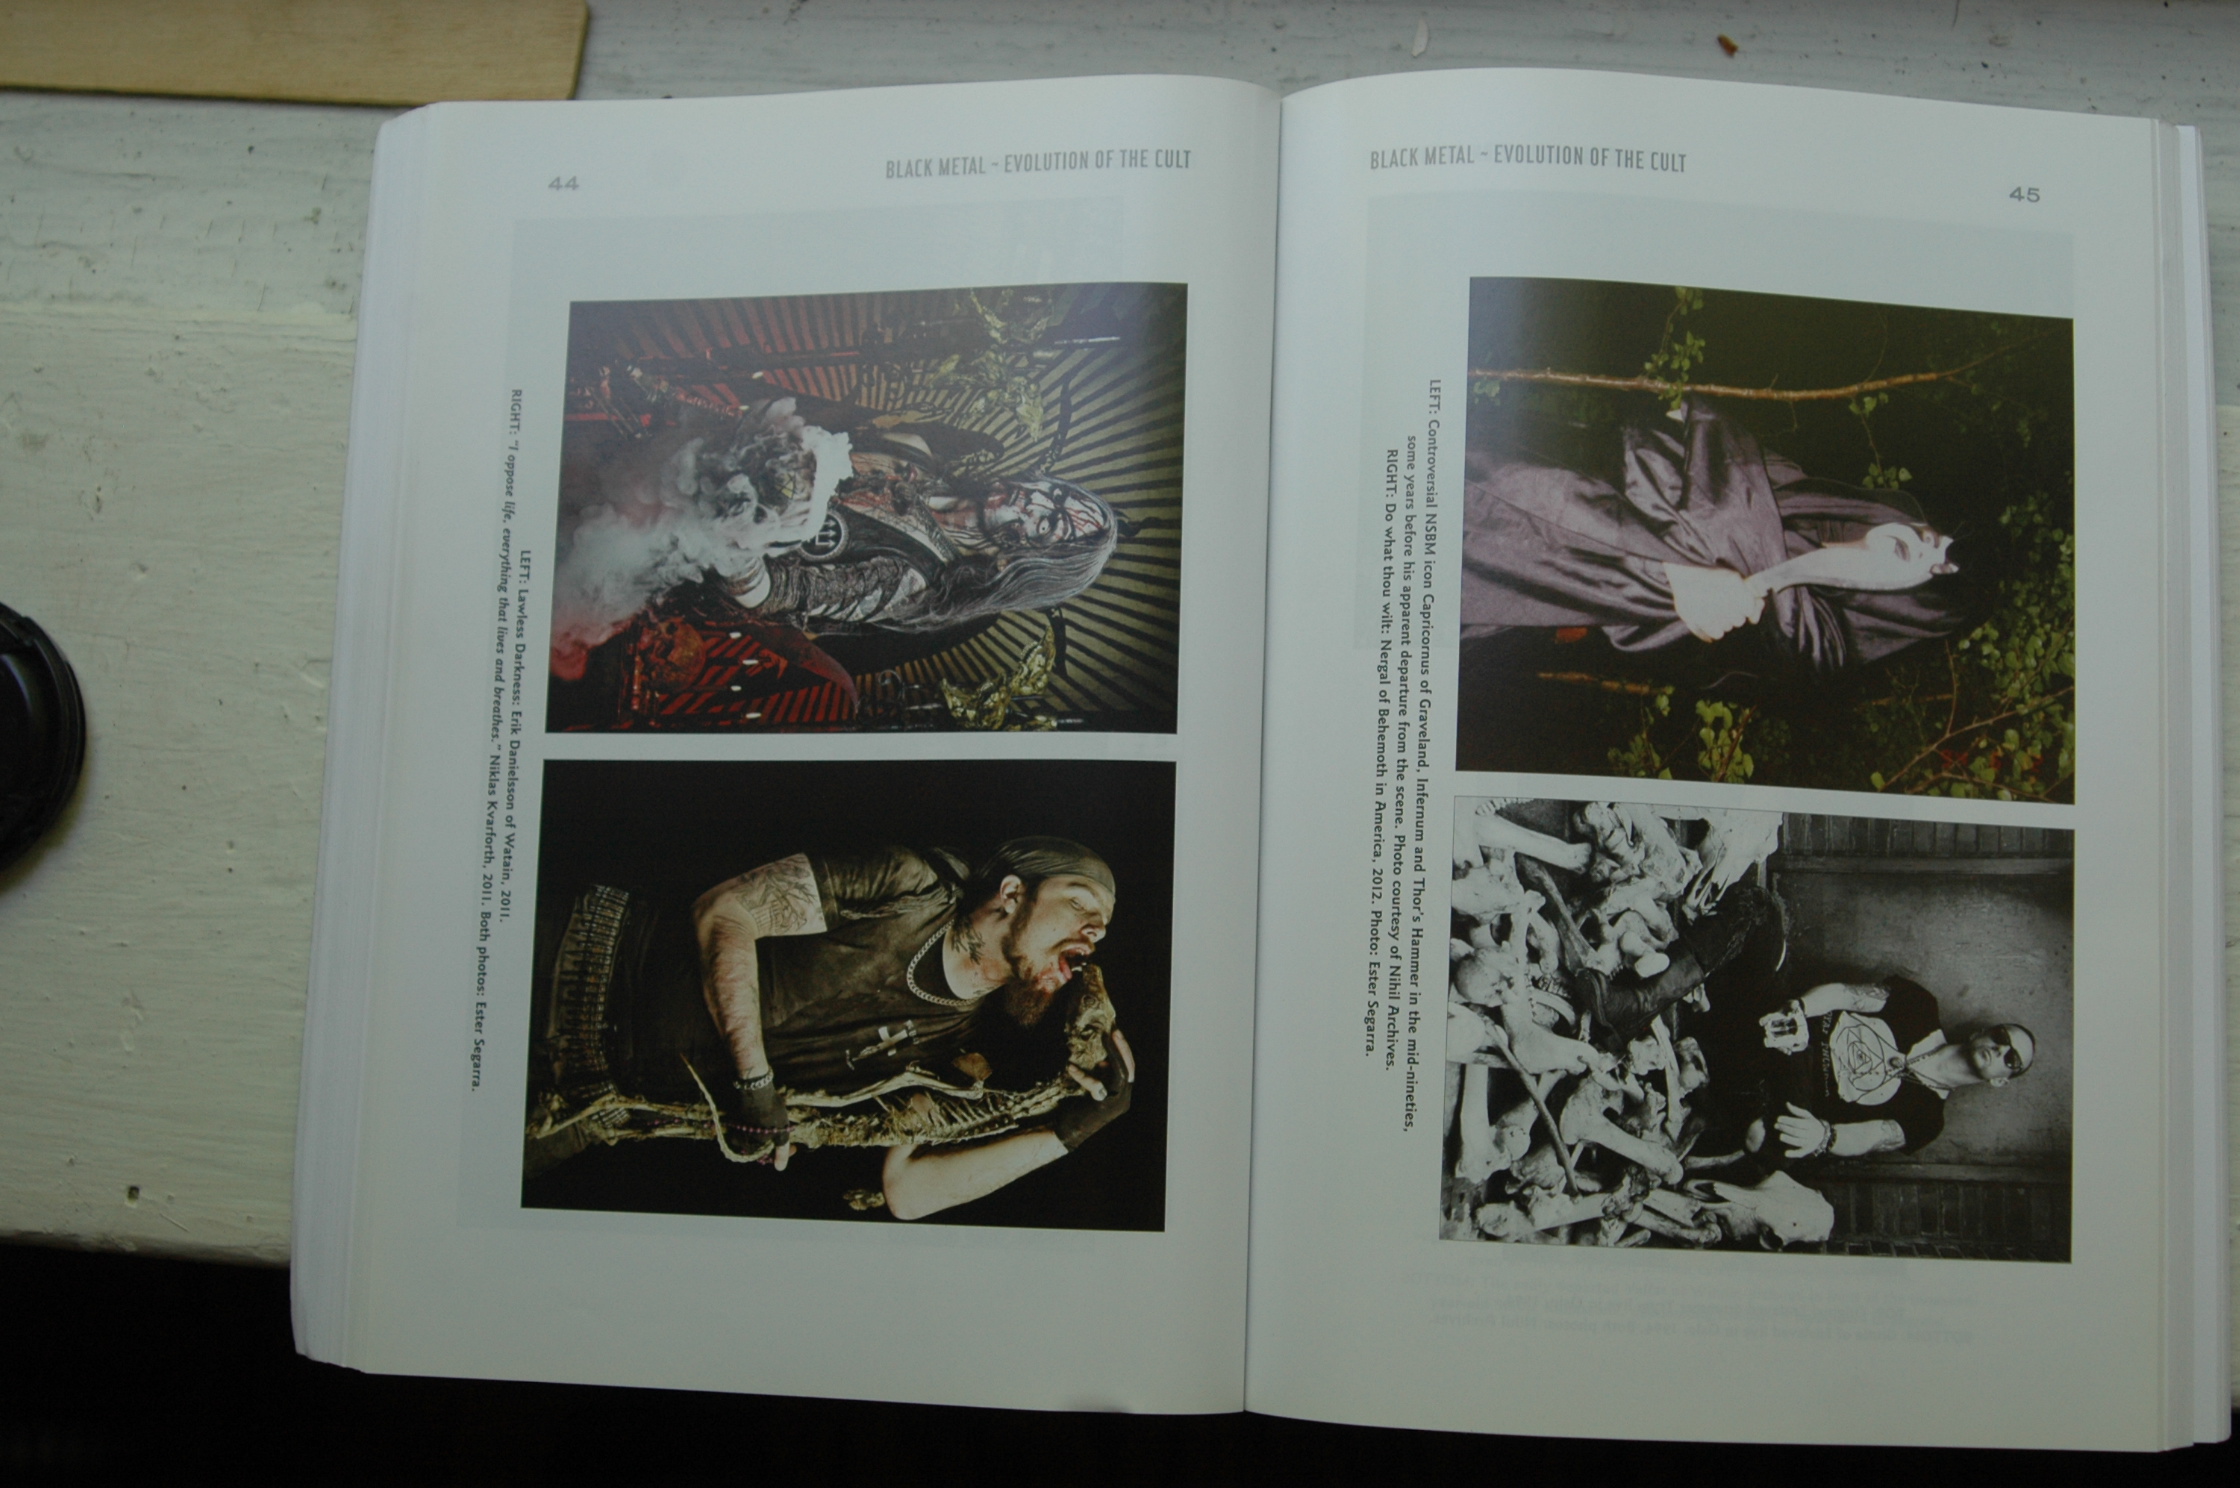 44
BLACK METAL ~ EVOLUTION OF THE CULT
LEFT: Lawless Darkness: Erik Danielsson of Watain, 2011.
RIGHT: "I oppose life, everything that lives and breathes." Niklas Kvarforth, 2011. Both photos: Ester Segarra.
BLACK METAL ~ EVOLUTION OF THE CULT
45
LEFT: Controversial NSBM icon Capricornus of Graveland, Infernum and Thor's Hammer in the mid-nineties,
some years before his apparent departure from the scene. Photo courtesy of Nihil Archives.
RIGHT: Do what thou wilt: Nergal of Behemoth in America, 2012. Photo: Ester Segarra.